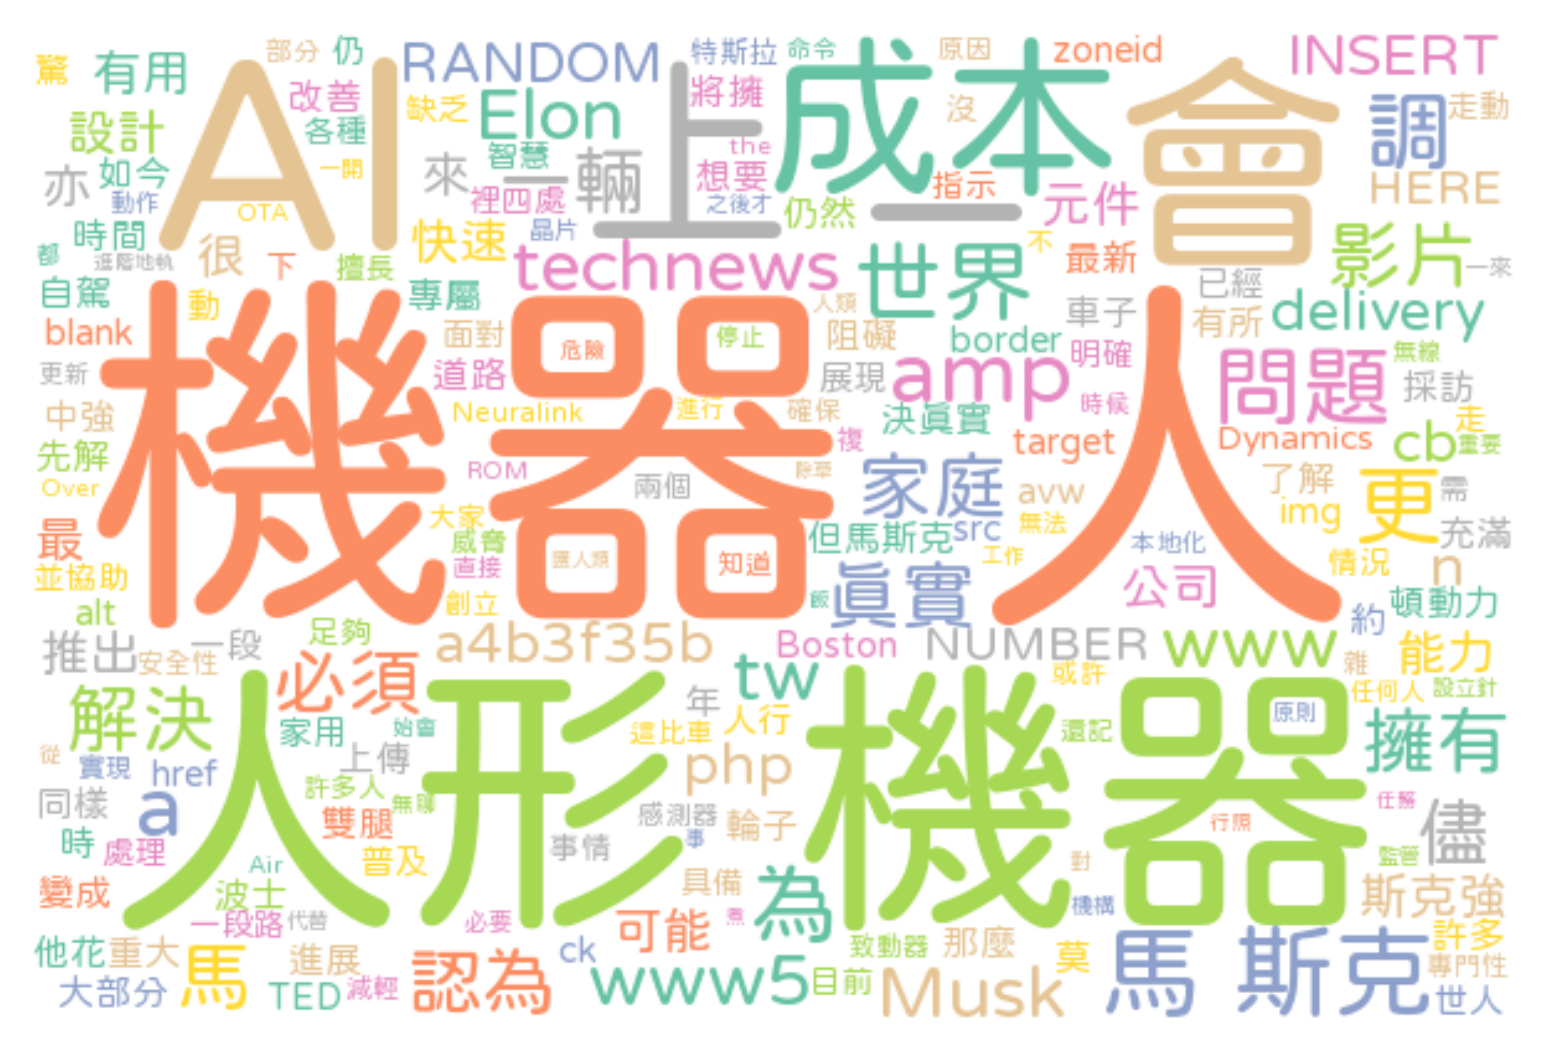 驚 有用 部分 仍 RANDOM 特斯拉 命令 原因 zoneid INSERT
AI 上 成本 會
設計 改善 各種 缺乏 Elon 將擁 沒 調 走動
亦 如今 一開 來 智慧 一輛 the 想要 指示 元件 HERE
動作 OTA 裡四處 之後才 仍然 一
時間 很 快速 晶片 不 最新 影片
都 進階地軌 下 擅長 technews 世界 已經 一來
自駕 動 專屬 人類 車子 有所 delivery
機器人
blank 面對 危險 停止 阻礙 border 明確 問題 無線
更新 道路 展現 amp 採訪
中強 Neuralink 進行 確保 決真實 時候 走
先解 ROM 複 target Dynamics cb 重要
Over 兩個 除草 家庭 avw 了解 更 需
最 大家 但馬斯克 src 無法 img 充滿
並協助 威脅 直接 匯人類 知道 工作 本地化 情況 n
alt 創立 飯 真實 公司 頓動力
推出 一段 足夠 a4b3f35b Boston NUMBER www 約 能力
安全性 必須 tw 或許 雜
人形機器
解決 家用 始會 年 人行 還記 原則 任何人 設立針
從 實現 href 上傳 這比車 php 擁有
同樣 a 許多人 無聊 感測器 輪子 任務
時 處理 雙腿 事情 事 行照 儘
變成 Air 普及 具備 對 監管
波士 為 機構 斯克強
一段路 代替 必要 煮 可能
他花 重大 馬 進展 認為 ck 致動器 那麼 莫 馬斯克 許多
大部分 TED 減輕 www5 目前 Musk 專門性
世人